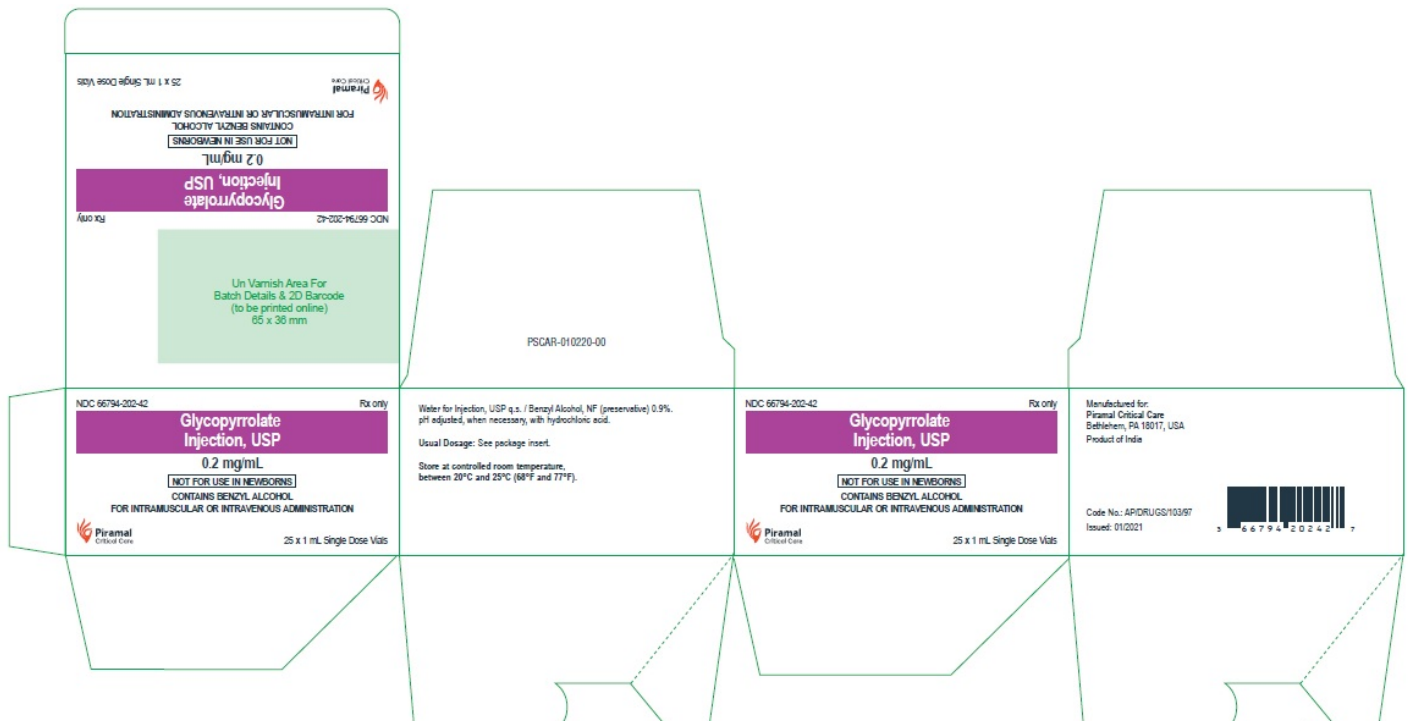 25 x 1 mL Single Dose Vials
Piramal
Critical Care
FOR INTRAMUSCULAR OR INTRAVENOUS ADMINISTRATION
CONTAINS BENZYL ALCOHOL
NOT FOR USE IN NEWBORNS
0.2 mg/mL
Glycopyrrolate
Injection, USP
NDC 66794-202-42
Rx only
Un Varnish Area For
Batch Details & 2D Barcode
(to be printed online)
65 x 36 mm
PSCAR-010220-00
NDC 66794-202-42
Rx only
Glycopyrrolate
Injection, USP
0.2 mg/mL
NOT FOR USE IN NEWBORNS
CONTAINS BENZYL ALCOHOL
FOR INTRAMUSCULAR OR INTRAVENOUS ADMINISTRATION
Piramal
Critical Care
25 x 1 mL Single Dose Vials
Water for Injection, USP q.s. / Benzyl Alcohol, NF (preservative) 0.9%.
pH adjusted, when necessary, with hydrochloric acid.
Usual Dosage: See package insert.
Store at controlled room temperature,
between 20°C and 25°C (68°F and 77°F).
NDC 66794-202-42
Rx only
Glycopyrrolate
Injection, USP
0.2 mg/mL
NOT FOR USE IN NEWBORNS
CONTAINS BENZYL ALCOHOL
FOR INTRAMUSCULAR OR INTRAVENOUS ADMINISTRATION
Piramal
Critical Care
25 x 1 mL Single Dose Vials
Manufactured for:
Piramal Critical Care
Bethlehem, PA 18017, USA
Product of India
Code No.: AP/DRUGS/103/97
Issued: 01/2021
3 66794 20242 7